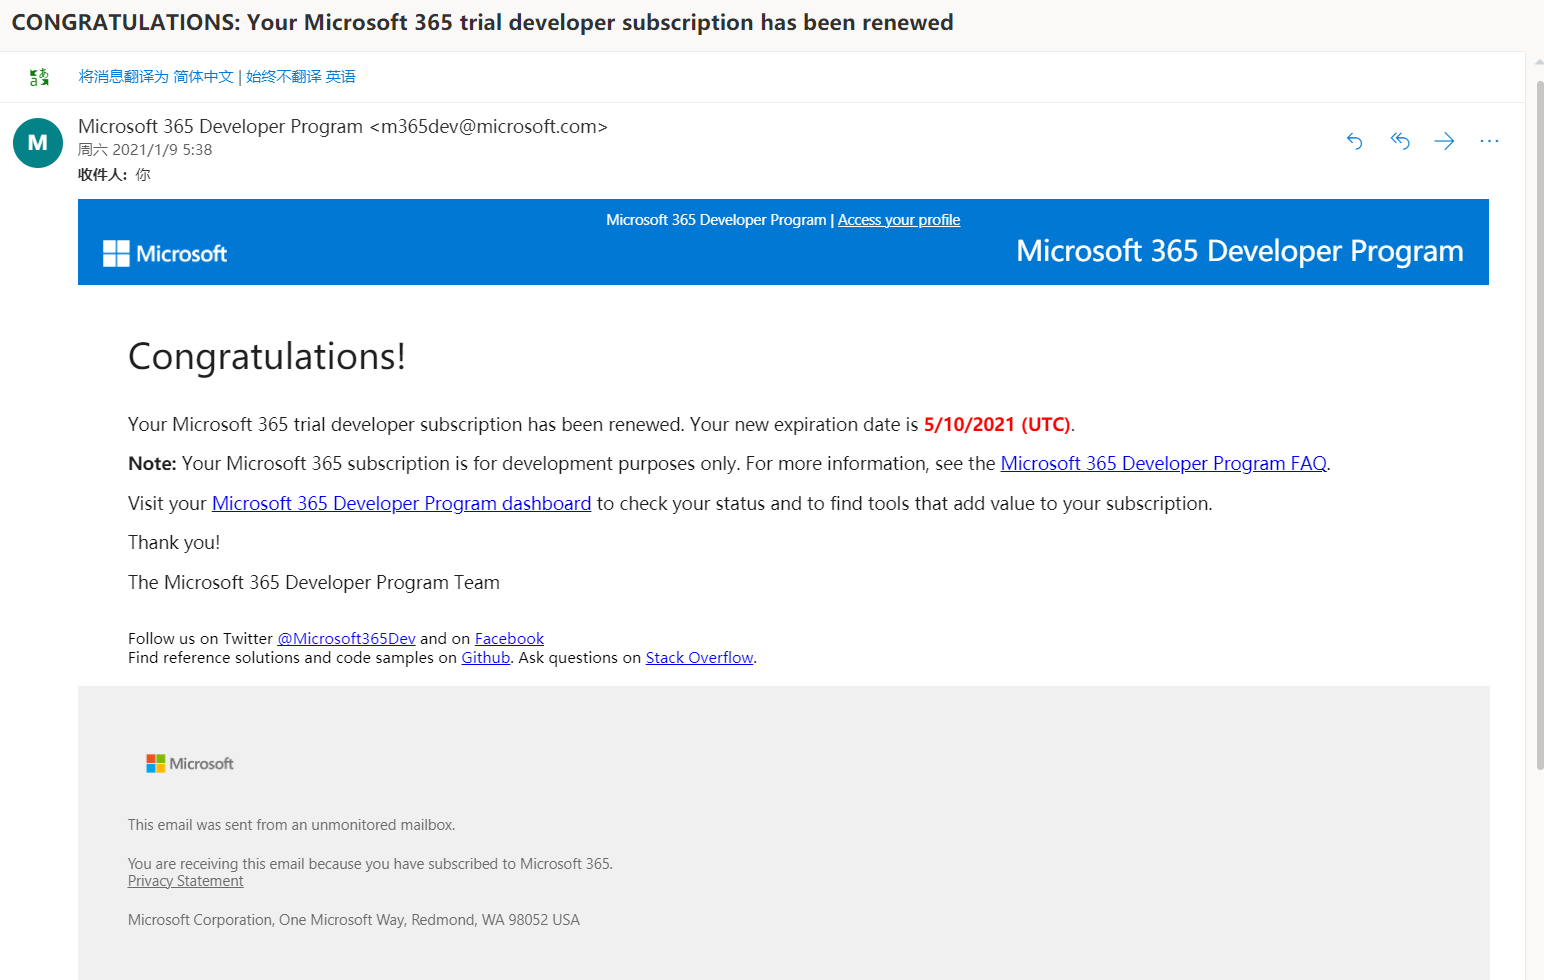 CONGRATULATIONS: Your Microsoft 365 trial developer subscription has been renewed
将消息翻译为 简体中文 | 始终不翻译 英语
M
Microsoft 365 Developer Program <m365dev@microsoft.com>
周六 2021/1/9 5:38
收件人: 你
Microsoft 365 Developer Program | Access your profile
Microsoft
Microsoft 365 Developer Program
Congratulations!
Your Microsoft 365 trial developer subscription has been renewed. Your new expiration date is 5/10/2021 (UTC).
Note: Your Microsoft 365 subscription is for development purposes only. For more information, see the Microsoft 365 Developer Program FAQ.
Visit your Microsoft 365 Developer Program dashboard to check your status and to find tools that add value to your subscription.
Thank you!
The Microsoft 365 Developer Program Team
Follow us on Twitter @Microsoft365Dev and on Facebook
Find reference solutions and code samples on Github. Ask questions on Stack Overflow.
Microsoft
This email was sent from an unmonitored mailbox.
You are receiving this email because you have subscribed to Microsoft 365.
Privacy Statement
Microsoft Corporation, One Microsoft Way, Redmond, WA 98052 USA